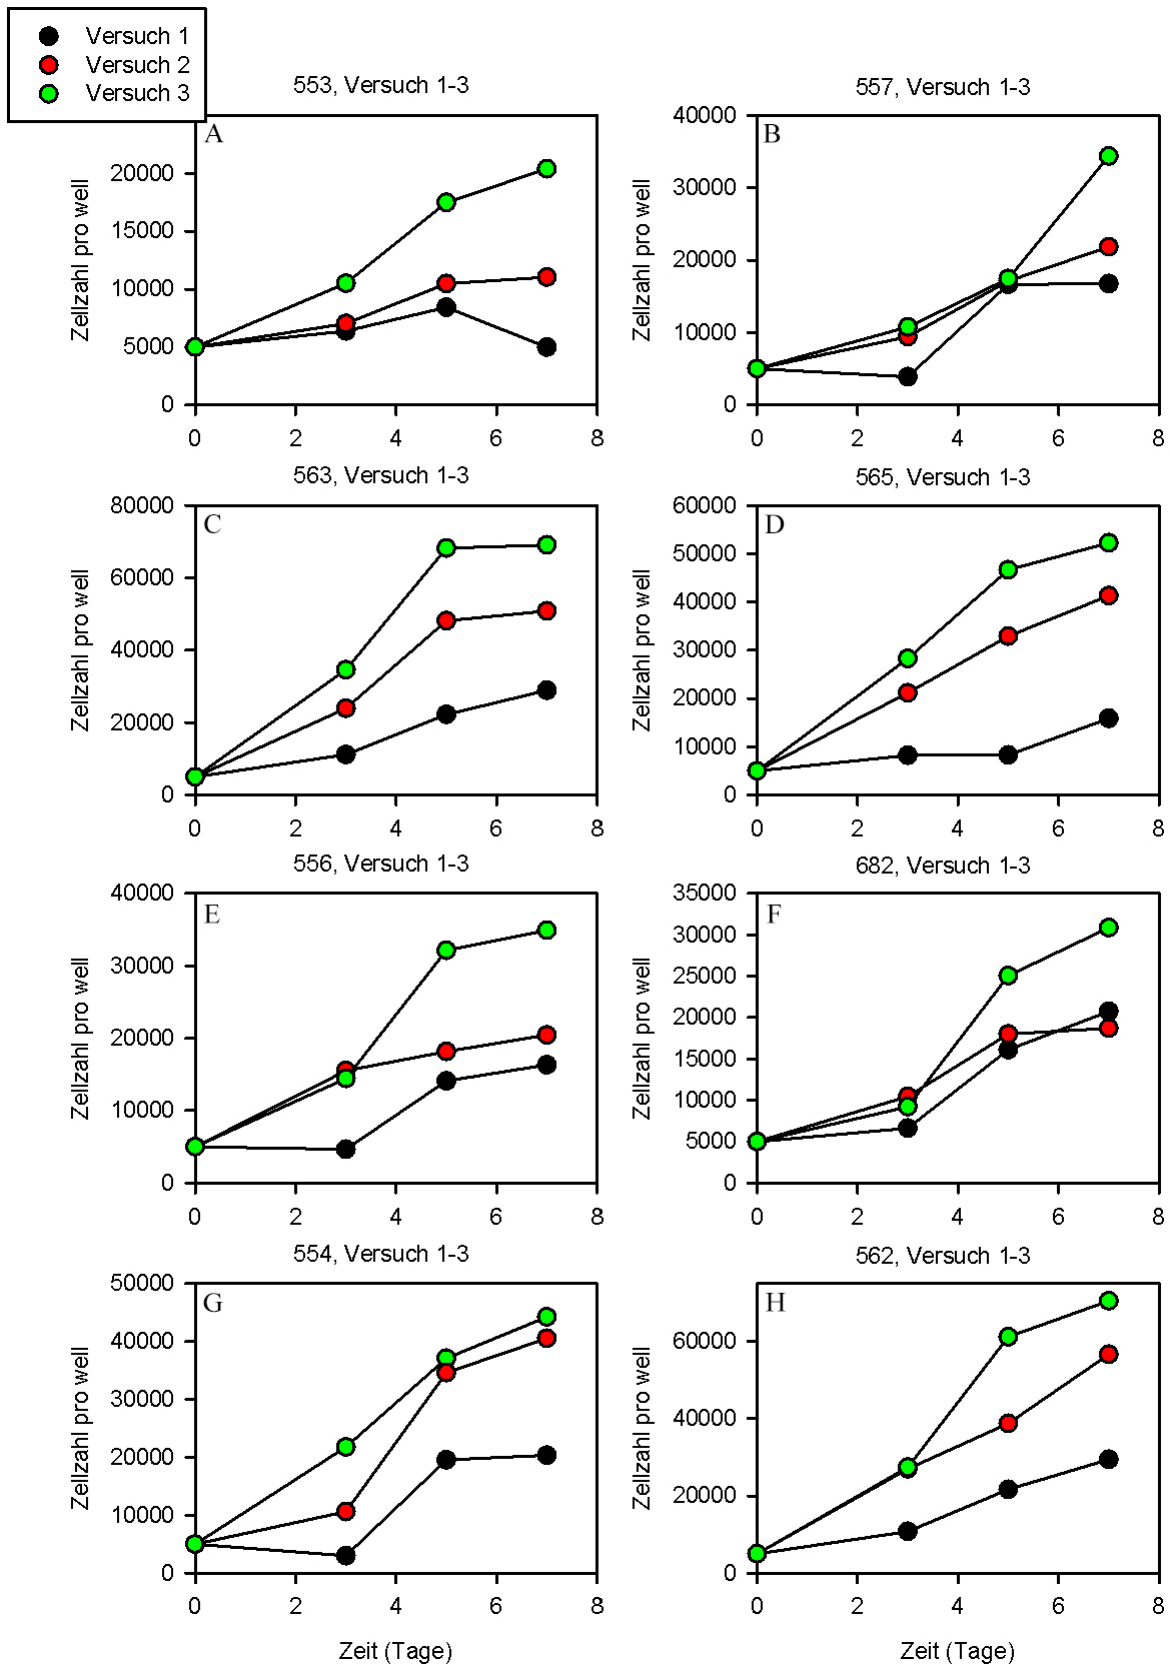 Versuch 1
Versuch 2
Versuch 3
553, Versuch 1-3
A
Zellzahl pro well
20000
15000
10000
5000
0
0 2 4 6 8
557, Versuch 1-3
B
Zellzahl pro well
40000
30000
20000
10000
0
0 2 4 6 8
563, Versuch 1-3
C
Zellzahl pro well
80000
60000
40000
20000
0
0 2 4 6 8
565, Versuch 1-3
D
Zellzahl pro well
60000
50000
40000
30000
20000
10000
0
0 2 4 6 8
556, Versuch 1-3
E
Zellzahl pro well
40000
30000
20000
10000
0
0 2 4 6 8
682, Versuch 1-3
F
Zellzahl pro well
35000
30000
25000
20000
15000
10000
5000
0
0 2 4 6 8
554, Versuch 1-3
G
Zellzahl pro well
50000
40000
30000
20000
10000
0
0 2 4 6 8
Zeit (Tage)
562, Versuch 1-3
H
Zellzahl pro well
60000
40000
20000
0
0 2 4 6 8
Zeit (Tage)